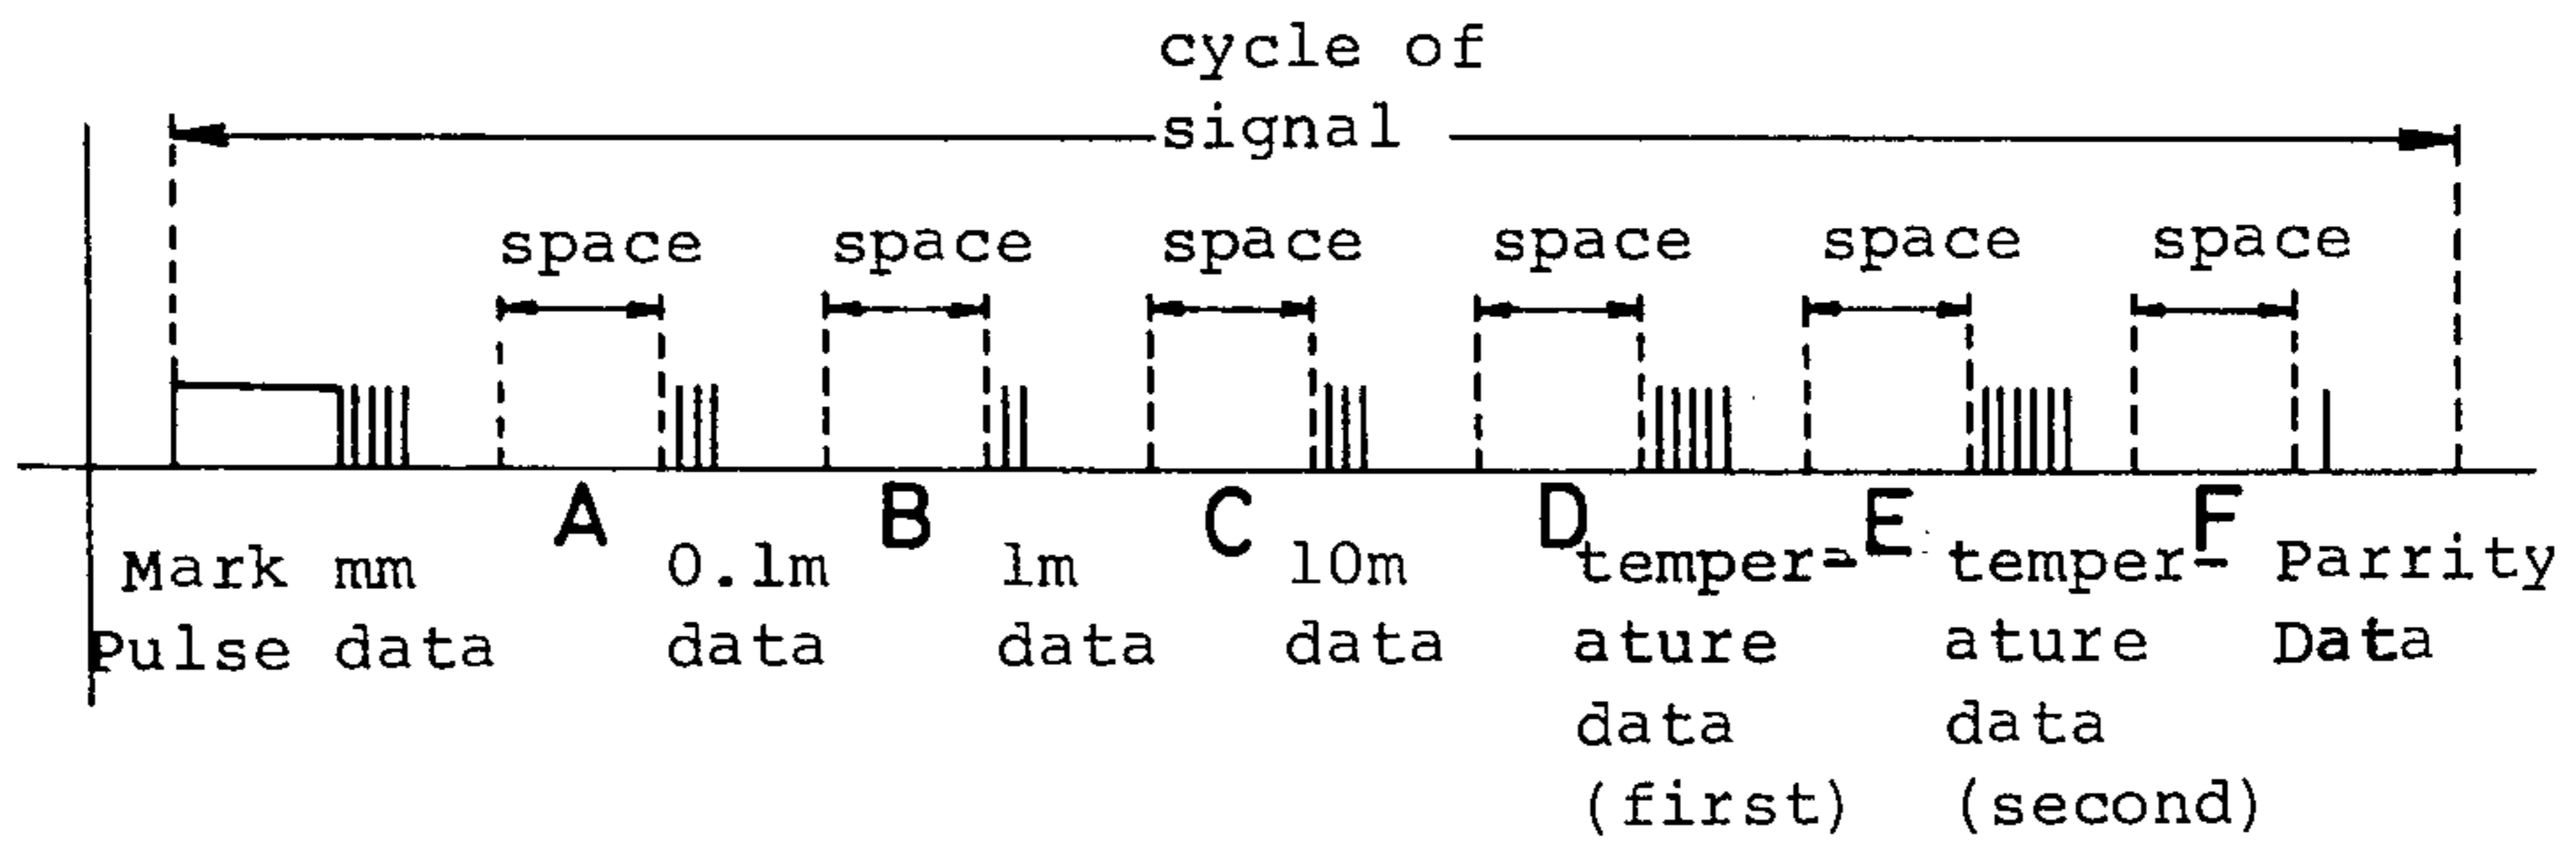 cycle of
signal
space space space space space space
A B C D E F
Mark mm 0.1m 1m 10m temper- temper- Parrity
Pulse data data data data ature ature Data
data data
(first) (second)